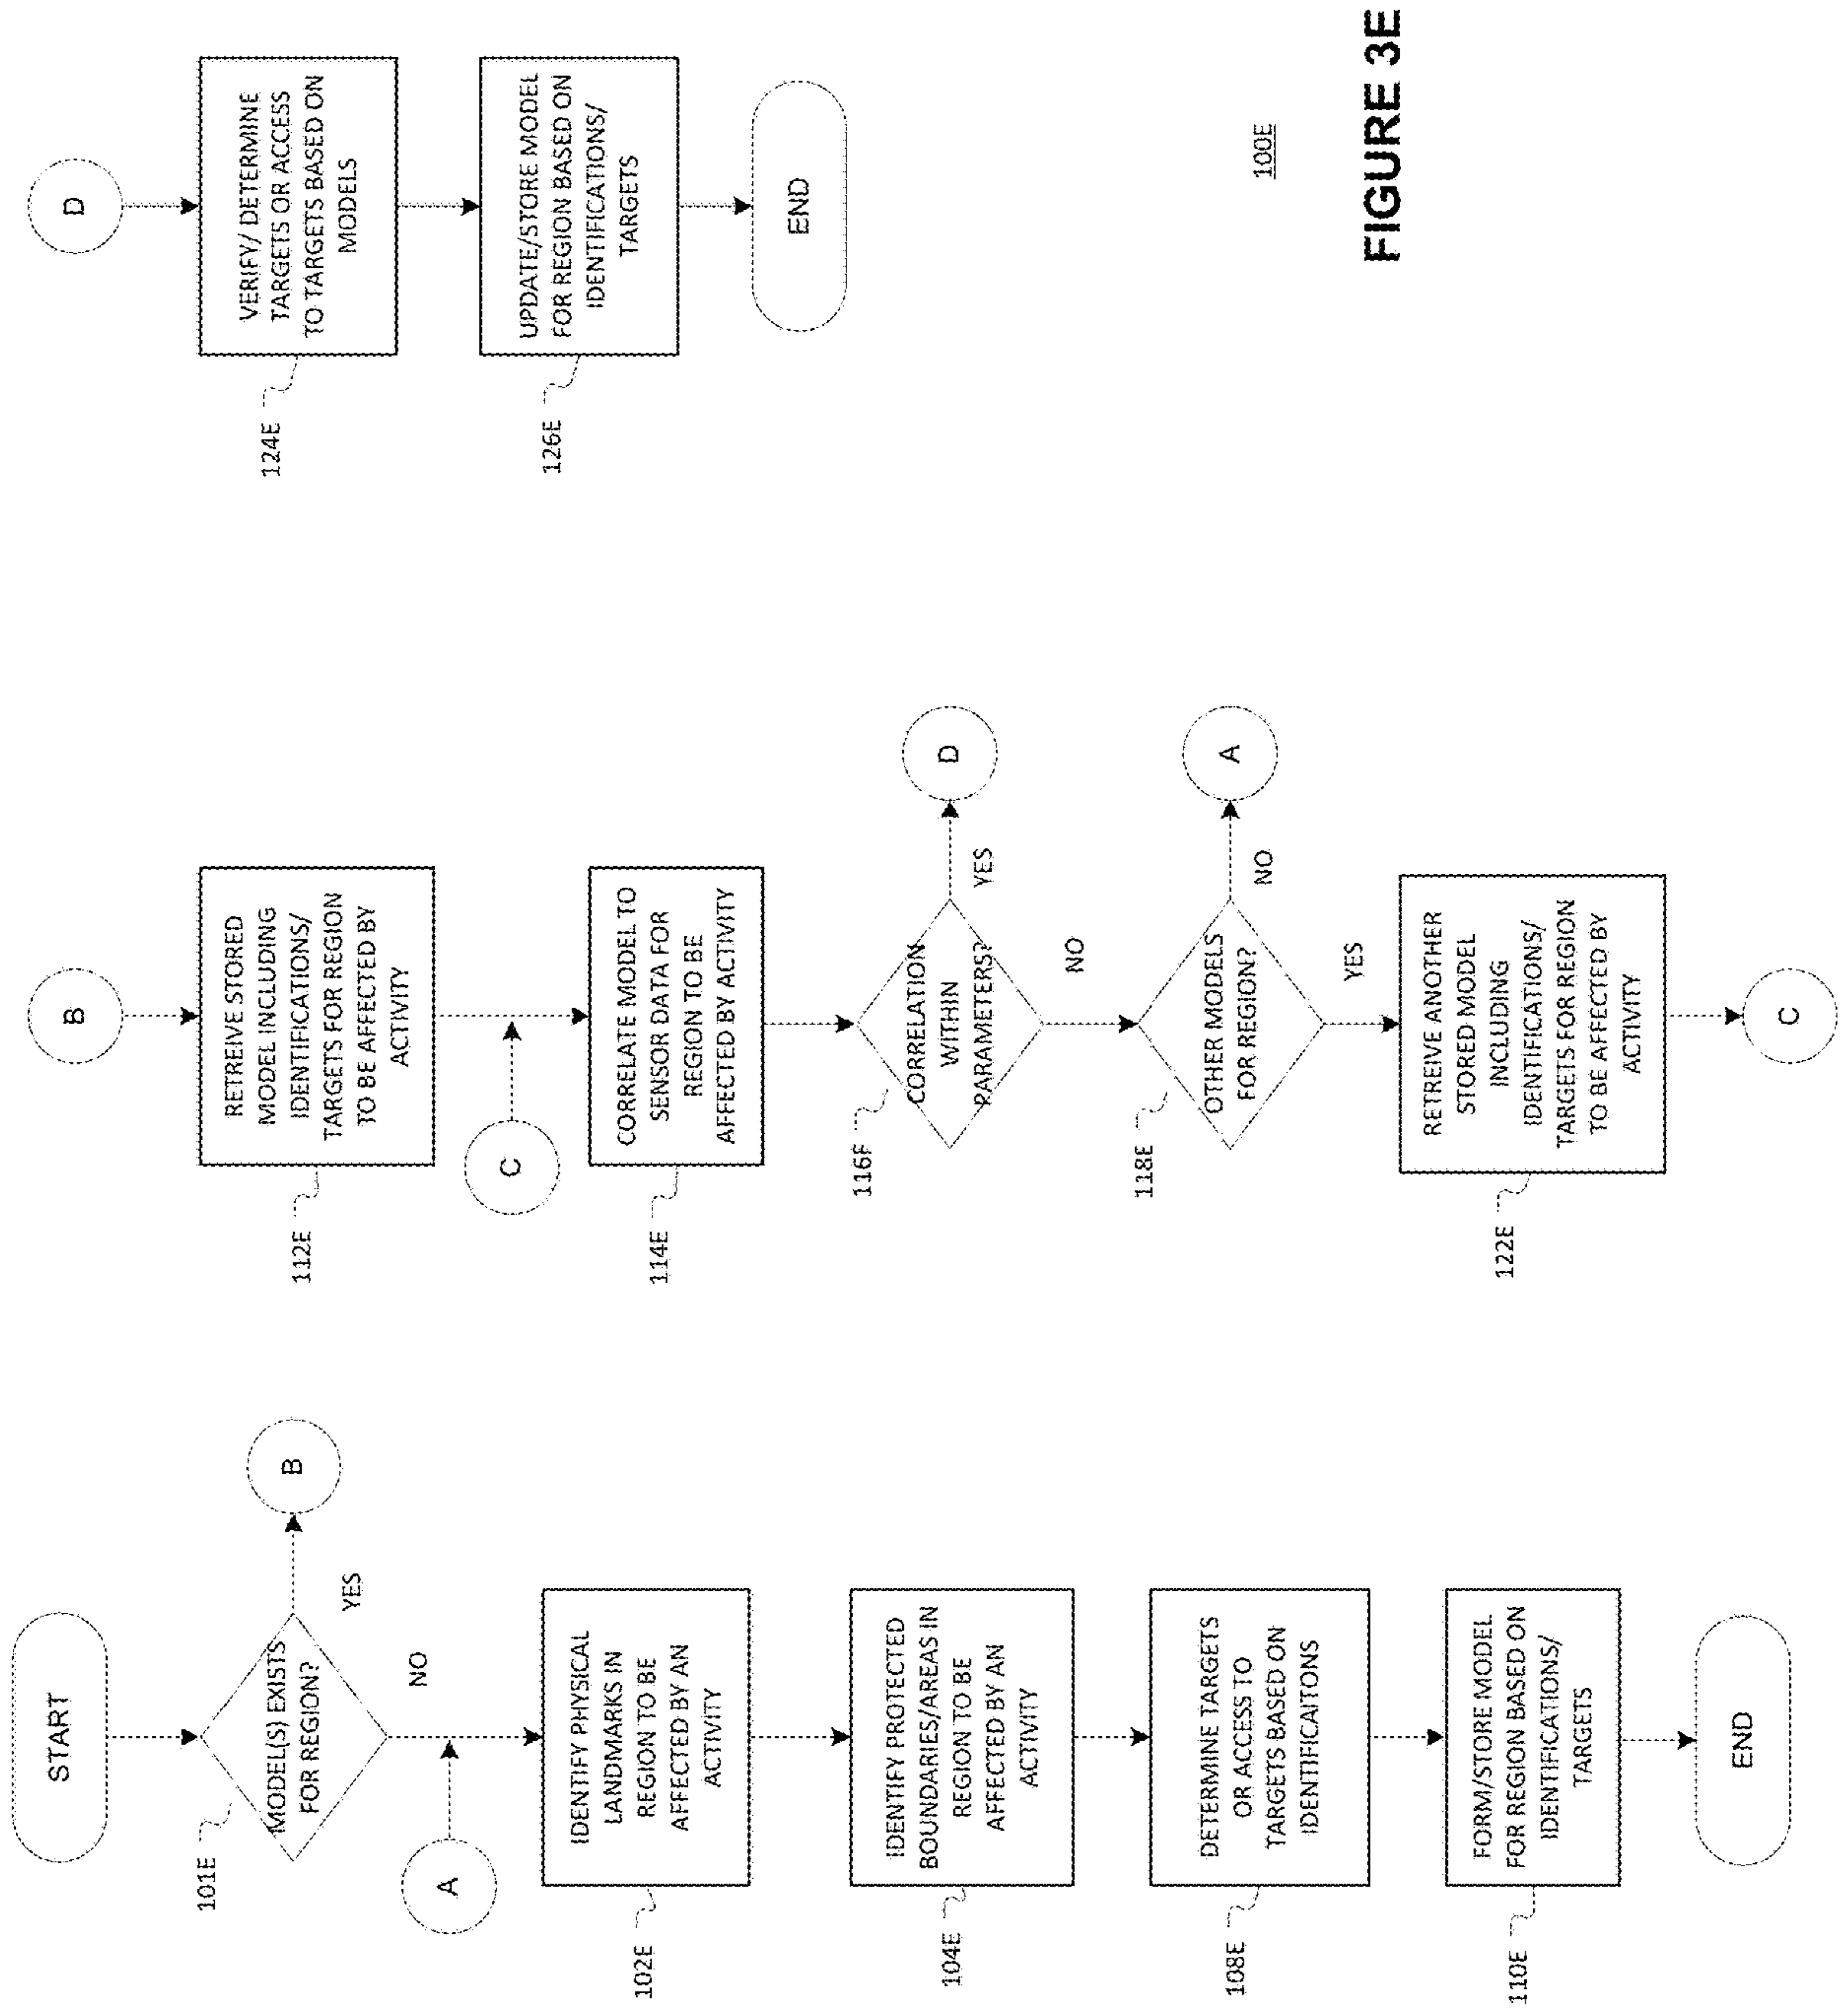 START
101E
MODEL(S) EXISTS
FOR REGION?
YES
B
NO
A
102E
IDENTIFY PHYSICAL
LANDMARKS IN
REGION TO BE
AFFECTED BY AN
ACTIVITY
104E
IDENTIFY PROTECTED
BOUNDARIES/AREAS IN
REGION TO BE
AFFECTED BY AN
ACTIVITY
108E
DETERMINE TARGETS
OR ACCESS TO
TARGETS BASED ON
IDENTIFICAITONS
110E
FORM/STORE MODEL
FOR REGION BASED ON
IDENTIFICATIONS/
TARGETS
END
B
112E
RETREIVE STORED
MODEL INCLUDING
IDENTIFICATIONS/
TARGETS FOR REGION
TO BE AFFECTED BY
ACTIVITY
C
114E
CORRELATE MODEL TO
SENSOR DATA FOR
REGION TO BE
AFFECTED BY ACTIVITY
116F
CORRELATION
WITHIN
PARAMETERS?
YES
D
NO
118E
OTHER MODELS
FOR REGION?
NO
A
YES
122E
RETREIVE ANOTHER
STORED MODEL
INCLUDING
IDENTIFICATIONS/
TARGETS FOR REGION
TO BE AFFECTED BY
ACTIVITY
C
D
124E
VERIFY/ DETERMINE
TARGETS OR ACCESS
TO TARGETS BASED ON
MODELS
126E
UPDATE/STORE MODEL
FOR REGION BASED ON
IDENTIFICATIONS/
TARGETS
END
100E
FIGURE 3E